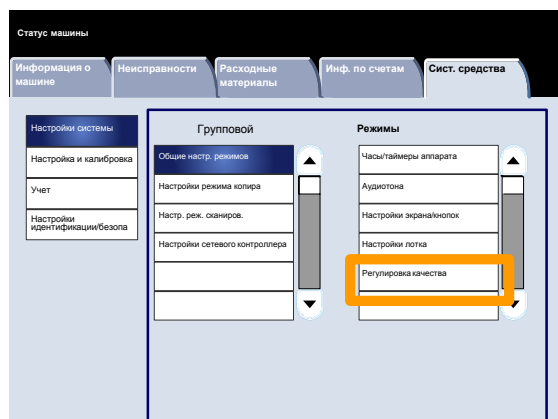 Статус машины
Информация о машине
Неисправности
Расходные материалы
Инф. по счетам
Сист. средства
Настройки системы
Настройка и калибровка
Учет
Настройки идентификации/безопа
Групповой
Общие настр. режимов
Настройки режима копира
Настр. реж. сканиров.
Настройки сетевого контроллера
Режимы
Часы/таймеры аппарата
Аудиотона
Настройки экрана/кнопок
Настройки лотка
Регулировка качества